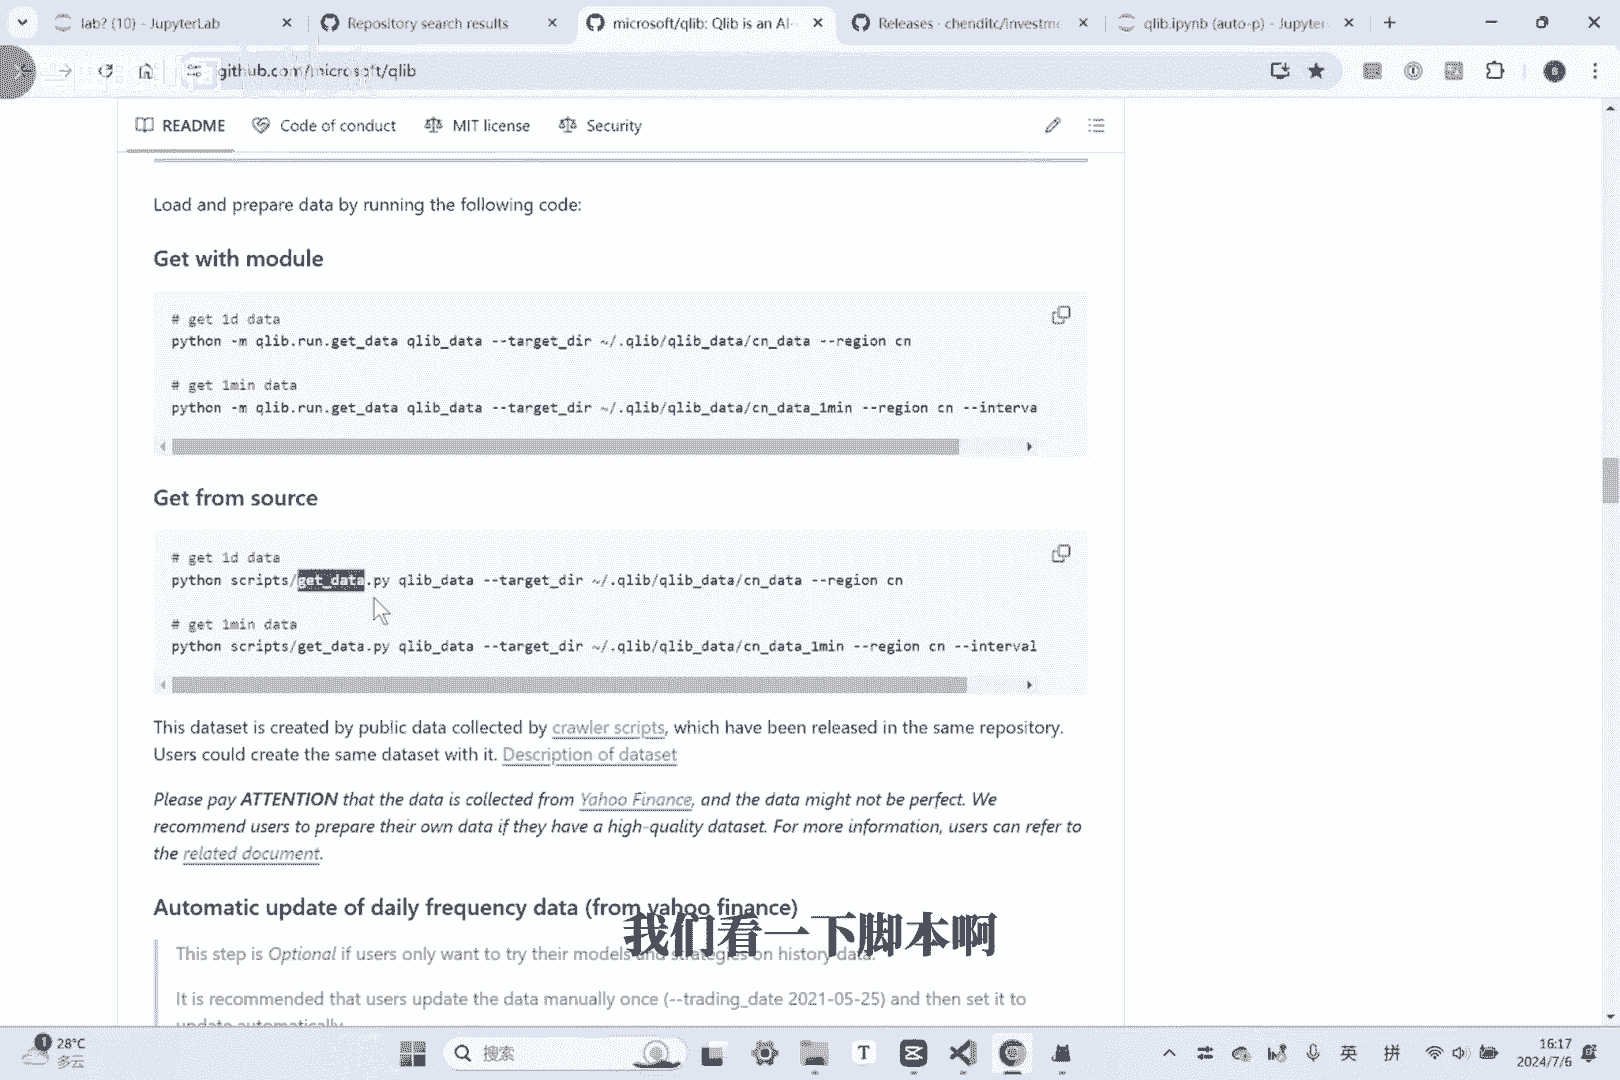 lab? (10) - JupyterLab
Repository search results
microsoft/qlib: Qlib is an AI-
Releases · chenditc/investme
qlib.ipynb (auto-p) - Jupyter
github.com/microsoft/qlib
README
Code of conduct
MIT license
Security
Load and prepare data by running the following code:
Get with module
# get 1d data
python -m qlib.run.get_data qlib_data --target_dir ~/.qlib/qlib_data/cn_data --region cn
# get 1min data
python -m qlib.run.get_data qlib_data --target_dir ~/.qlib/qlib_data/cn_data_1min --region cn --interva
Get from source
# get 1d data
python scripts/get_data.py qlib_data --target_dir ~/.qlib/qlib_data/cn_data --region cn
# get 1min data
python scripts/get_data.py qlib_data --target_dir ~/.qlib/qlib_data/cn_data_1min --region cn --interval
This dataset is created by public data collected by crawler scripts, which have been released in the same repository.
Users could create the same dataset with it. Description of dataset
Please pay ATTENTION that the data is collected from Yahoo Finance, and the data might not be perfect. We
recommend users to prepare their own data if they have a high-quality dataset. For more information, users can refer to
the related document.
Automatic update of daily frequency data (from yahoo finance)
我们看一下脚本啊
This step is Optional if users only want to try their models and strategies on history data.
It is recommended that users update the data manually once (--trading_date 2021-05-25) and then set it to
update automatically.
1
28°C
多云
搜索
英
拼
16:17
2024/7/6